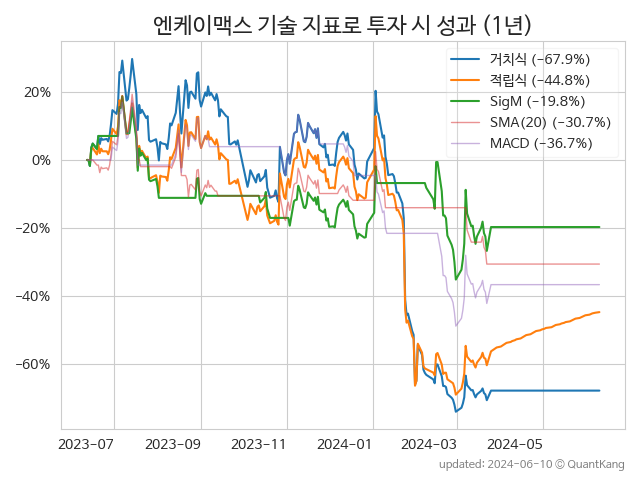 엔케이맥스 기술 지표로 투자 시 성과 (1년)
거치식 (−67.9%)
적립식 (−44.8%)
SigM (−19.8%)
SMA(20) (−30.7%)
MACD (−36.7%)
20%
0%
−20%
−40%
−60%
2023-07 2023-09 2023-11 2024-01 2024-03 2024-05
updated: 2024-06-10 © QuantKang